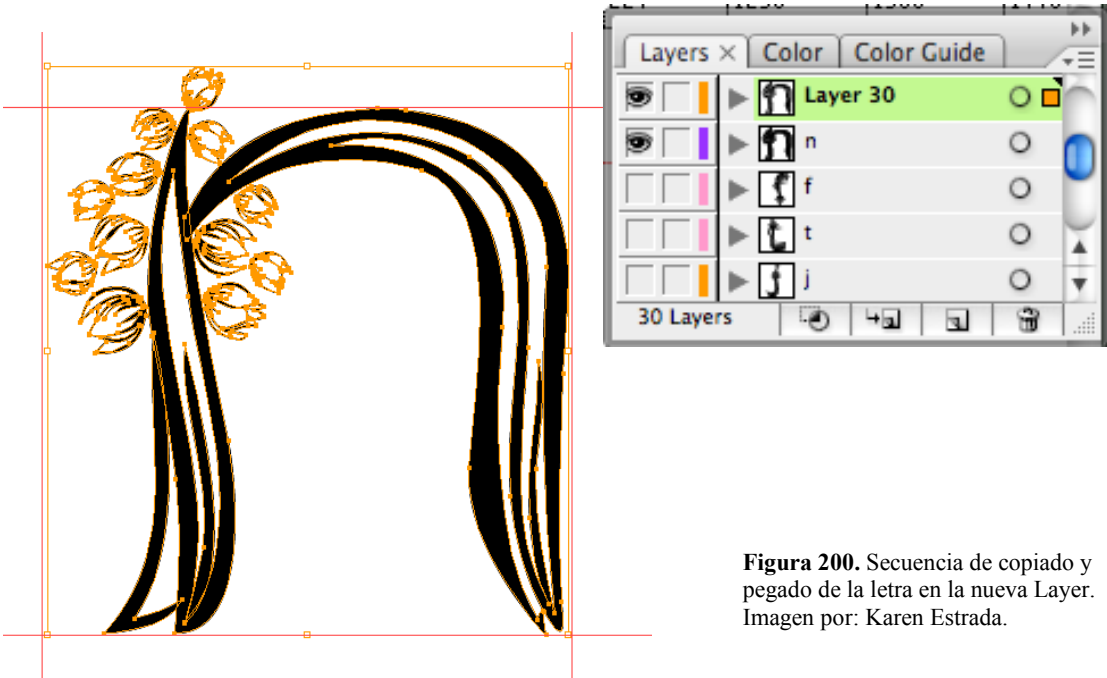 Layers × Color Color Guide
Layer 30
n
f
t
j
30 Layers
Figura 200. Secuencia de copiado y
pegado de la letra en la nueva Layer.
Imagen por: Karen Estrada.